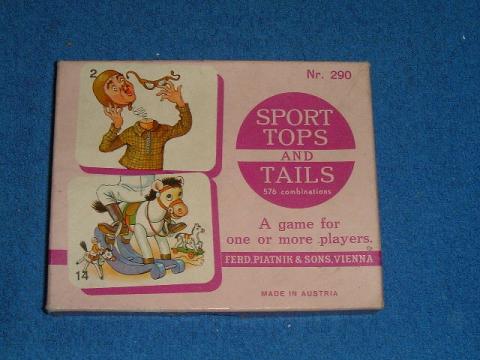 2
Nr. 290
SPORT
TOPS
AND
TAILS
576 combinations
A game for
one or more players.
FERD. PIATNIK & SONS, VIENNA
14
MADE IN AUSTRIA